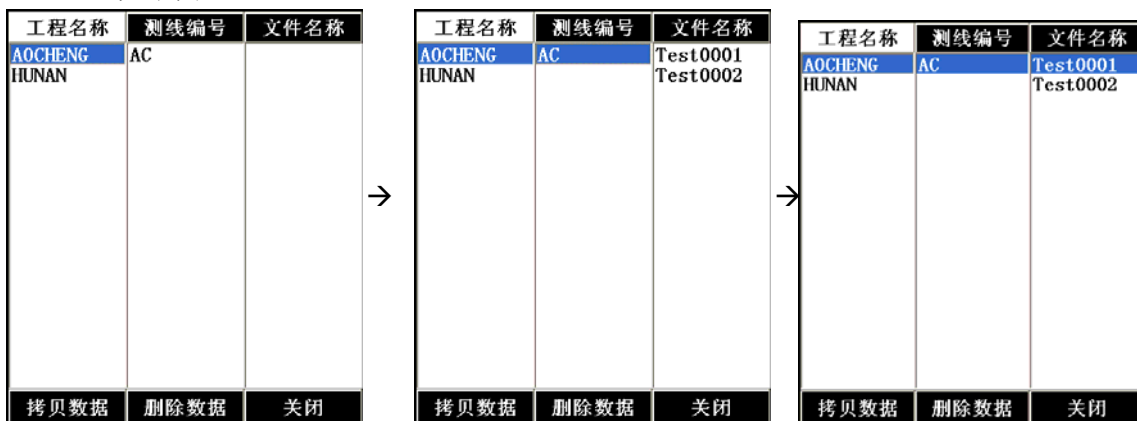 工程名称 测线编号 文件名称
AOCHENG AC
HUNAN
拷贝数据 删除数据 关闭
→
工程名称 测线编号 文件名称
AOCHENG AC Test0001
HUNAN Test0002
拷贝数据 删除数据 关闭
→
工程名称 测线编号 文件名称
AOCHENG AC Test0001
HUNAN Test0002
拷贝数据 删除数据 关闭